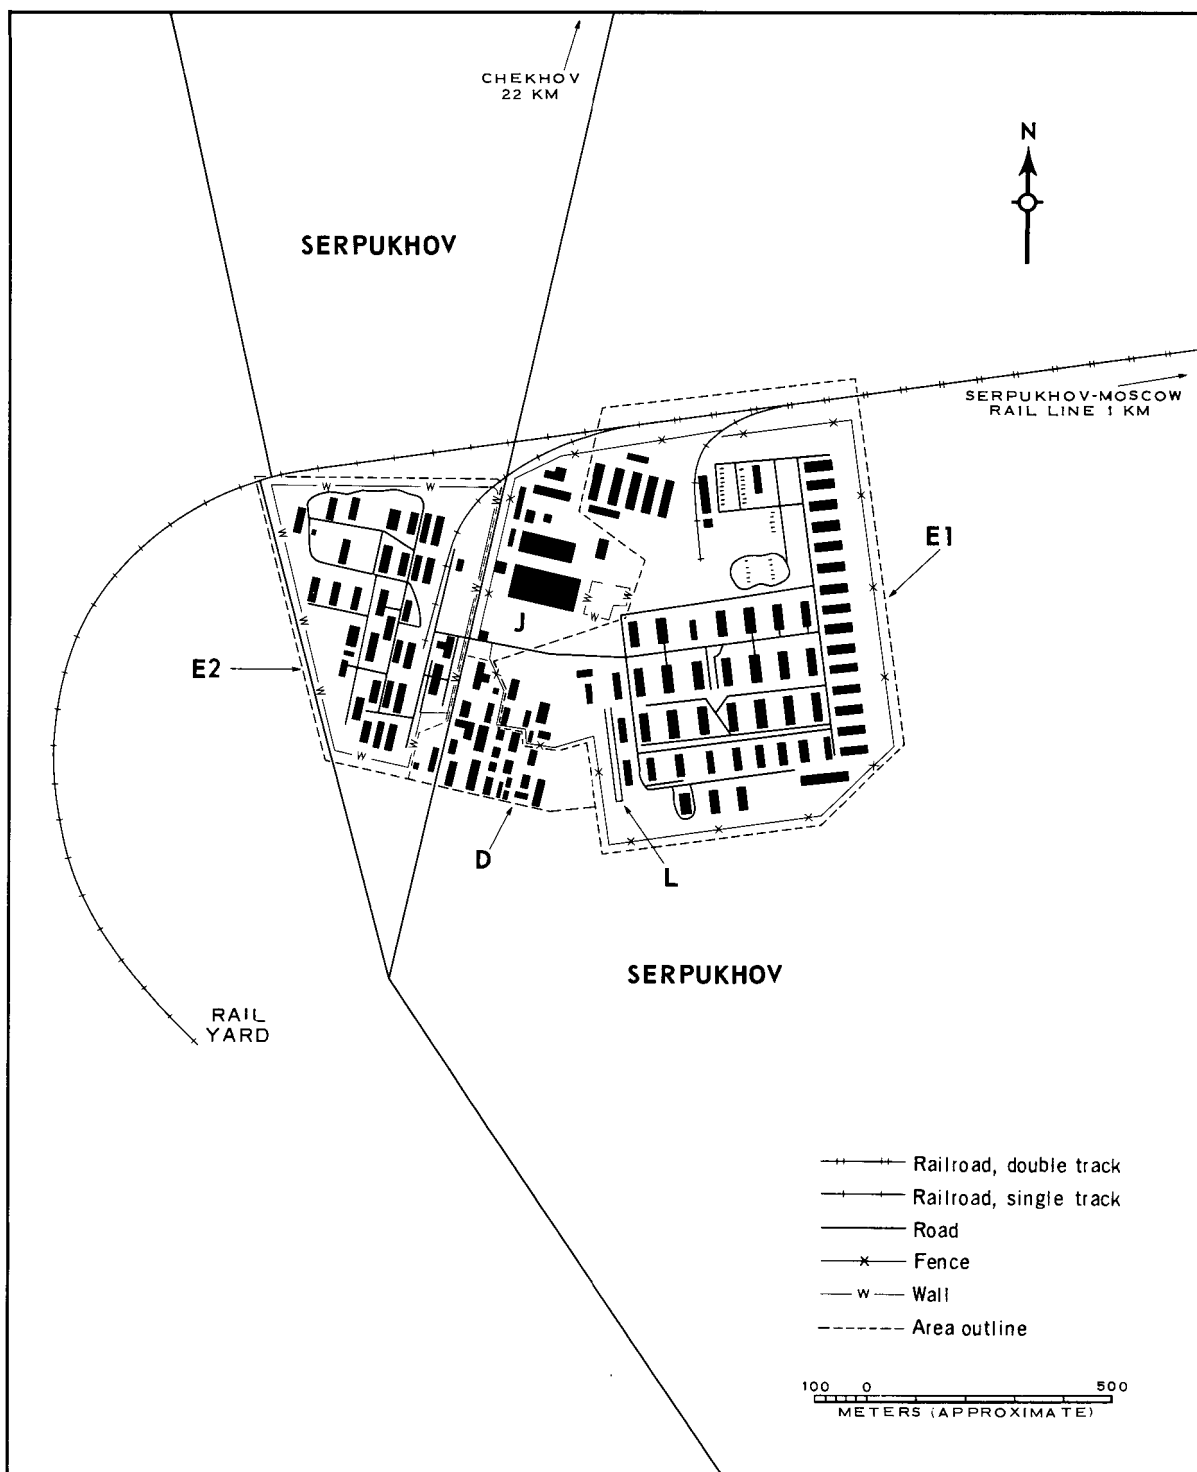 CHEKHOV
22 KM
N
SERPUKHOV
SERPUKHOV-MOSCOW
RAIL LINE 1 KM
E1
J
E2
D
L
SERPUKHOV
RAIL
YARD
Railroad, double track
Railroad, single track
Road
Fence
W Wall
Area outline
100 0 500
METERS (APPROXIMATE)
W W W
W
W
W
W
W
W
W
W
W W
W